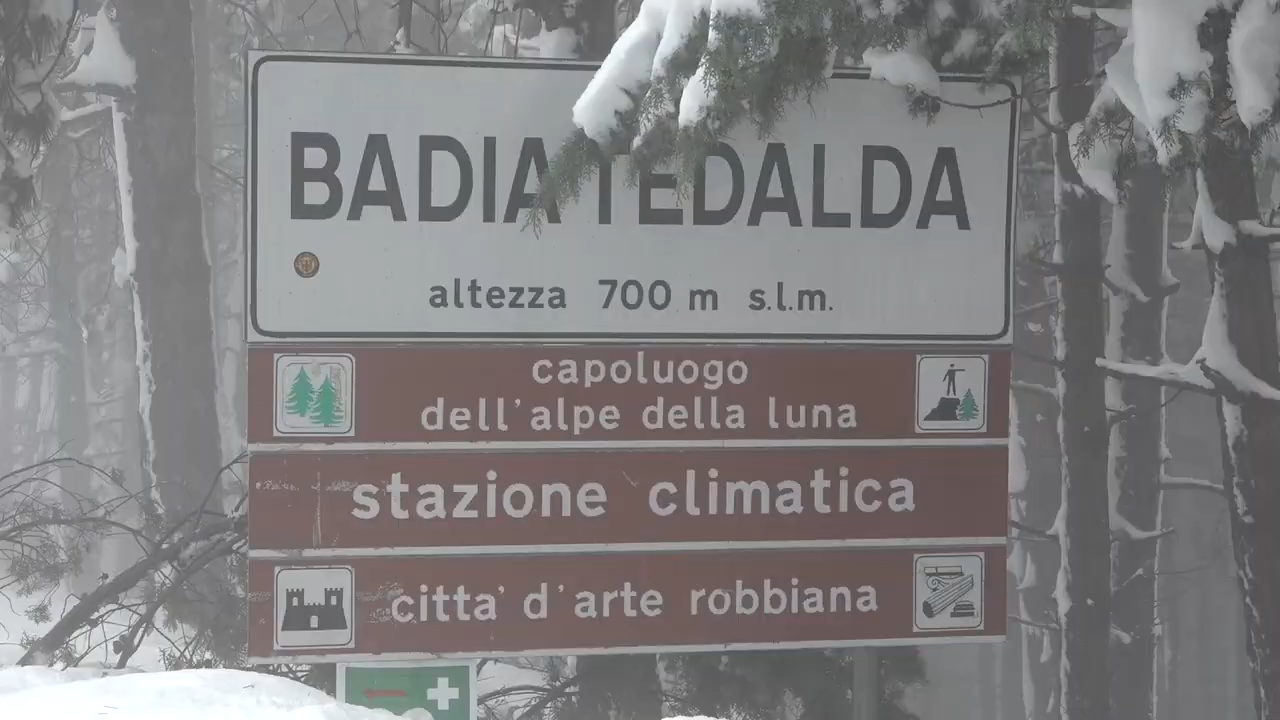 BADIA TEDALDA
altezza 700 m s.l.m.
capoluogo
dell'alpe della luna
stazione climatica
citta' d'arte robbiana